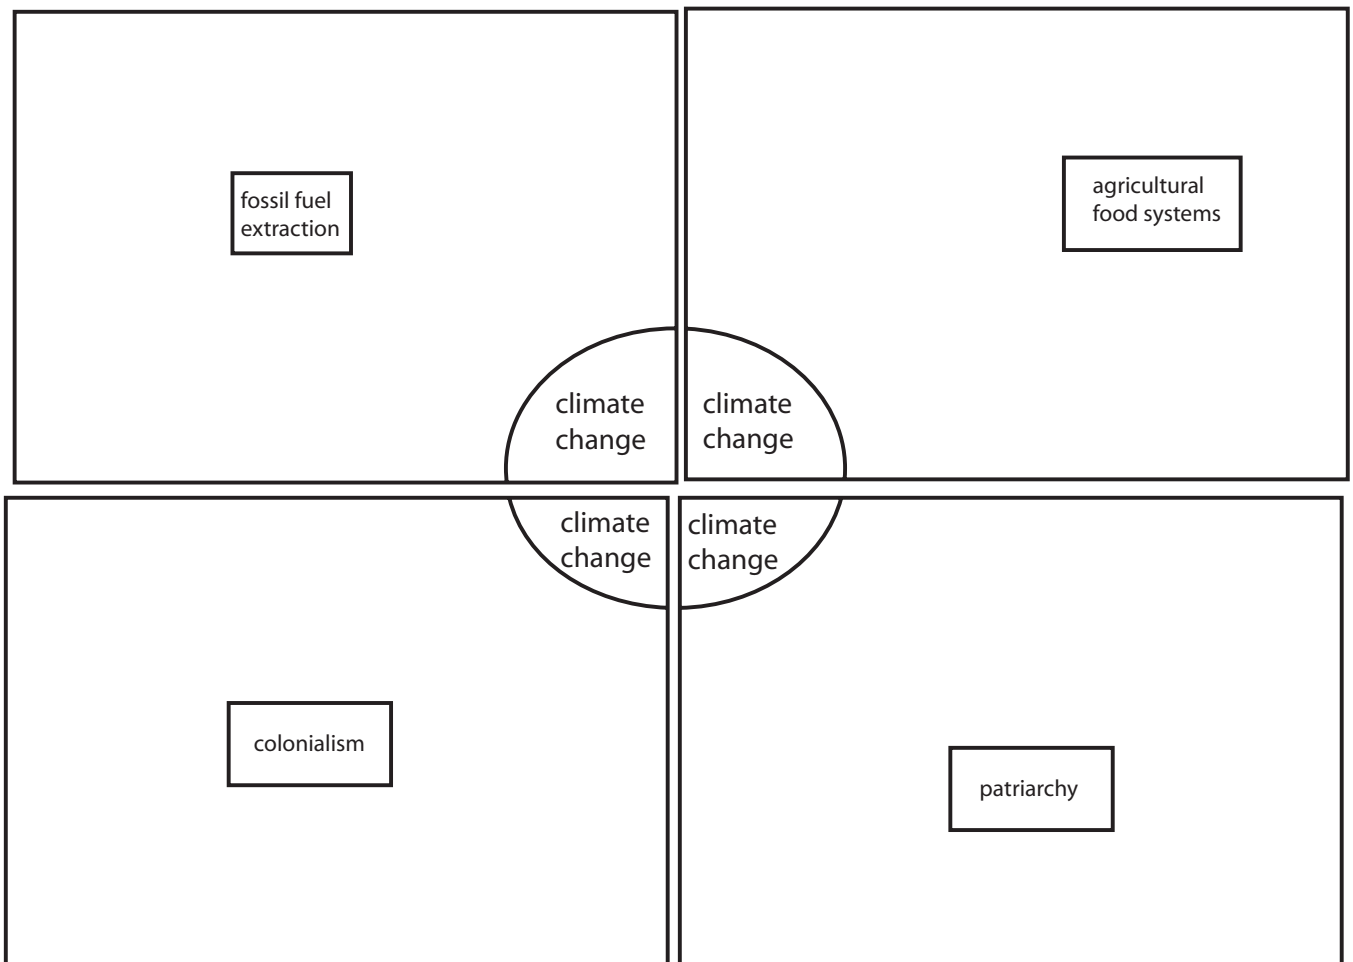 fossil fuel
extraction
agricultural
food systems
climate
change
climate
change
climate
change
climate
change
colonialism
patriarchy